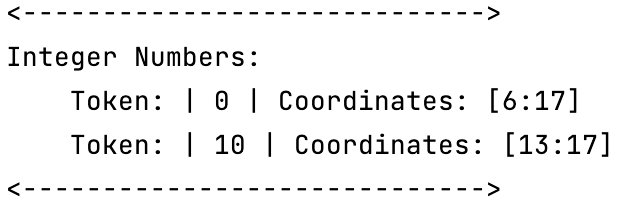 <----------------------------->
Integer Numbers:
    Token: | 0 | Coordinates: [6:17]
    Token: | 10 | Coordinates: [13:17]
<----------------------------->